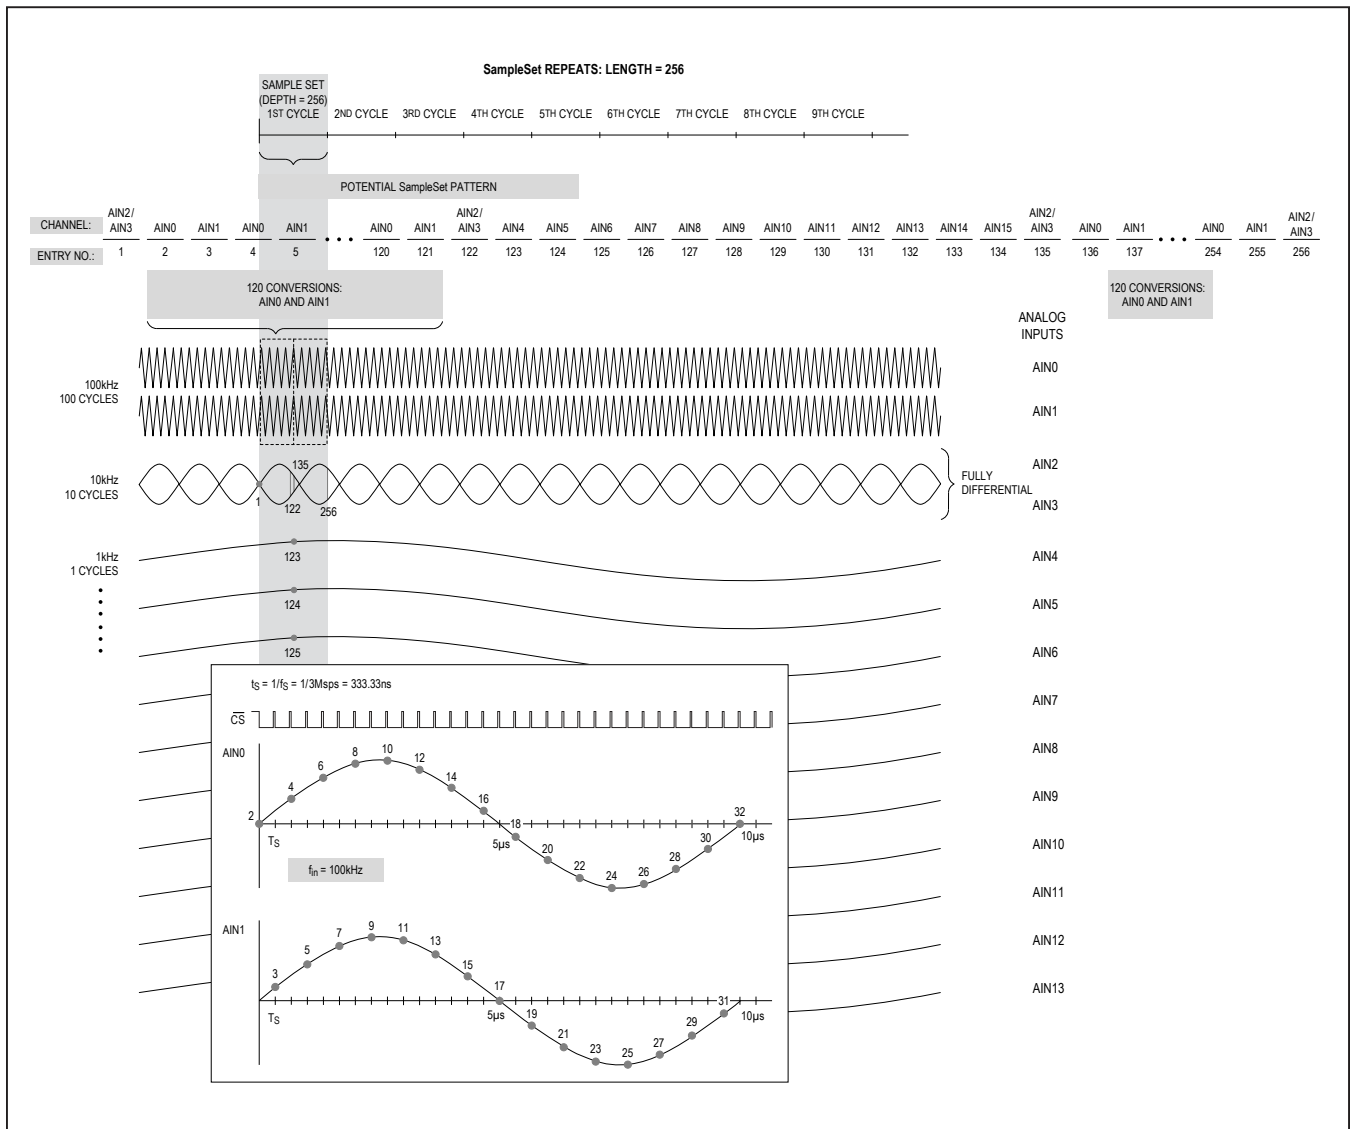 SampleSet REPEATS: LENGTH = 256
SAMPLE SET
(DEPTH = 256)
1ST CYCLE 2ND CYCLE 3RD CYCLE 4TH CYCLE 5TH CYCLE 6TH CYCLE 7TH CYCLE 8TH CYCLE 9TH CYCLE
POTENTIAL SampleSet PATTERN
CHANNEL: AIN2/AIN3 AIN0 AIN1 AIN0 AIN1 • • • AIN0 AIN1 AIN2/AIN3 AIN4 AIN5 AIN6 AIN7 AIN8 AIN9 AIN10 AIN11 AIN12 AIN13 AIN14 AIN15 AIN2/AIN3 AIN0 AIN1 • • • AIN0 AIN1 AIN2/AIN3
ENTRY NO.: 1 2 3 4 5 120 121 122 123 124 125 126 127 128 129 130 131 132 133 134 135 136 137 254 255 256
120 CONVERSIONS:
AIN0 AND AIN1
120 CONVERSIONS:
AIN0 AND AIN1
ANALOG
INPUTS
100kHz
100 CYCLES
AIN0
AIN1
10kHz
10 CYCLES
1
135
122
256
FULLY
DIFFERENTIAL
AIN2
AIN3
1kHz
1 CYCLES
123
AIN4
124
AIN5
125
AIN6
AIN7
AIN8
AIN9
AIN10
AIN11
AIN12
AIN13
tS = 1/fS = 1/3Msps = 333.33ns
CS
AIN0
2 4 6 8 10 12 14 16 18 20 22 24 26 28 30 32
TS 5µs 10µs
fin = 100kHz
AIN1
3 5 7 9 11 13 15 17 19 21 23 25 27 29 31
TS 5µs 10µs